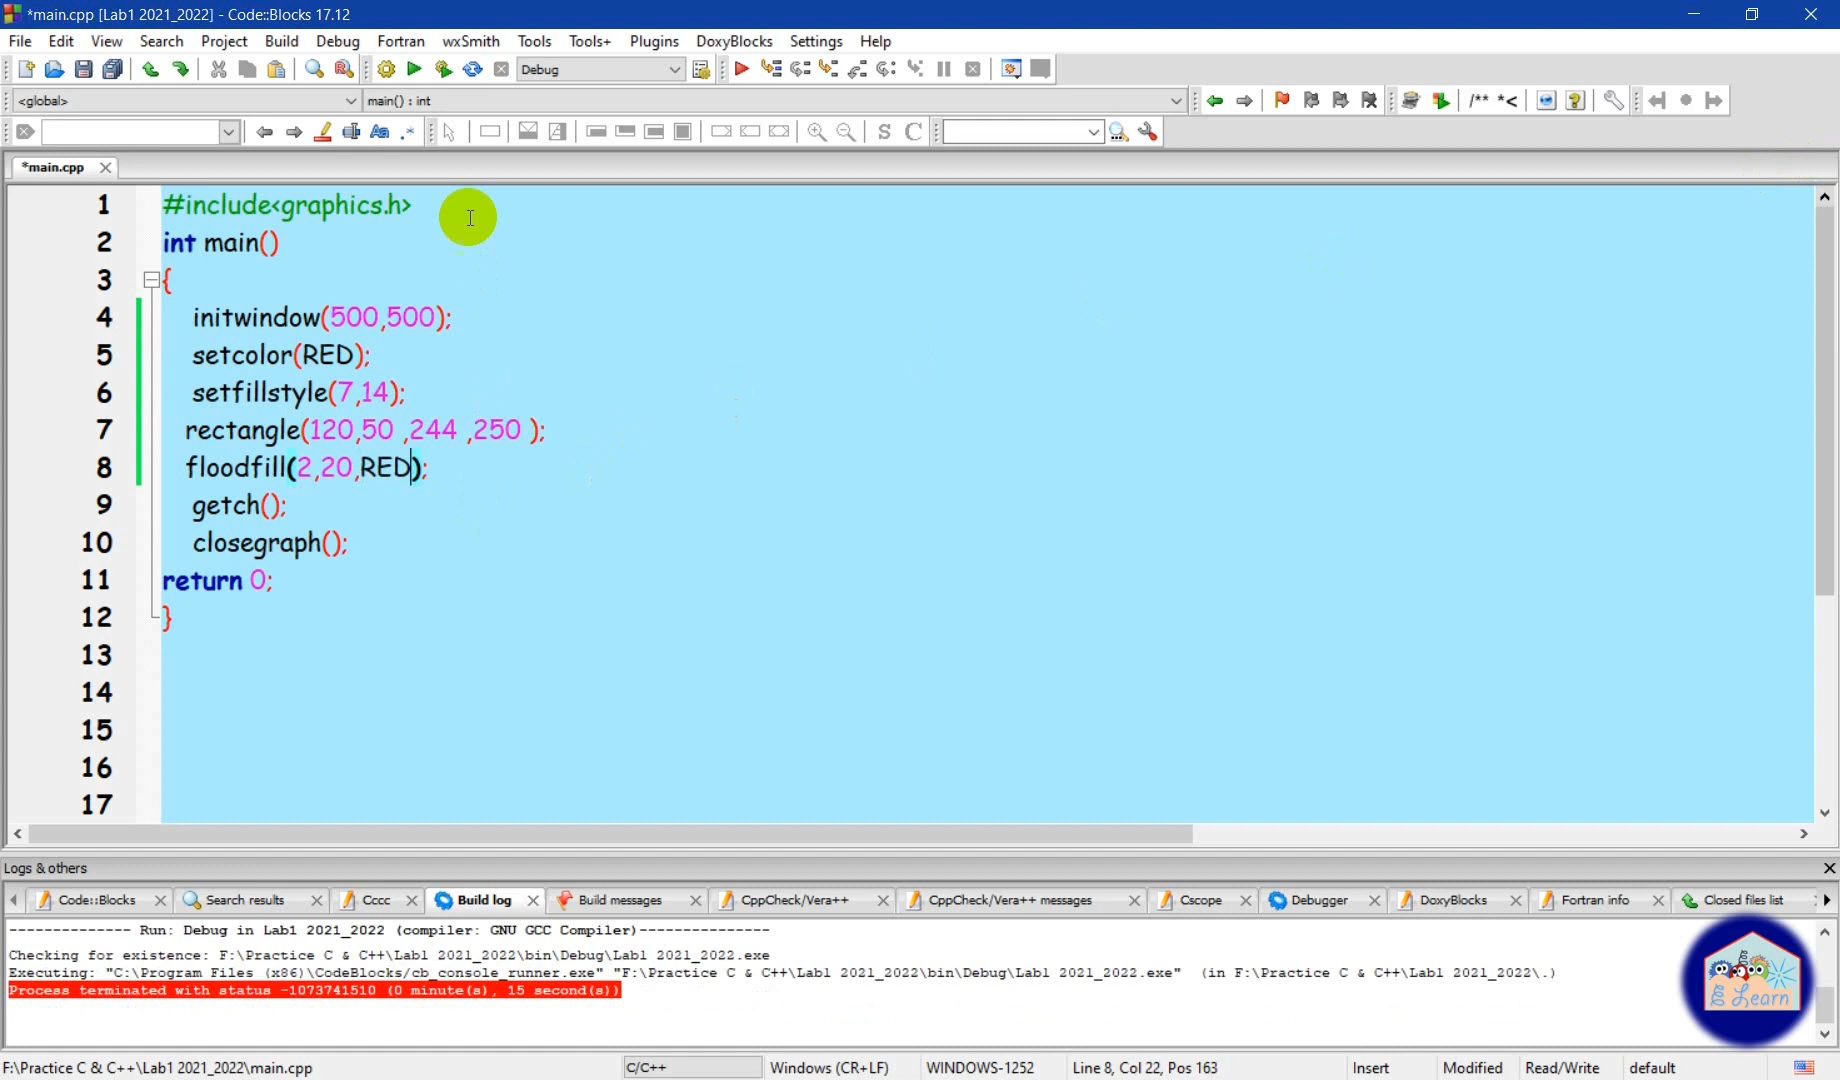 *main.cpp [Lab1 2021_2022] - Code::Blocks 17.12
File Edit View Search Project Build Debug Fortran wxSmith Tools Tools+ Plugins DoxyBlocks Settings Help
Debug
<global> main() : int /** *<
Aa .* S C
*main.cpp
1 #include<graphics.h>
2 int main()
3 {
4 initwindow(500,500);
5 setcolor(RED);
6 setfillstyle(7,14);
7 rectangle(120,50 ,244 ,250 );
8 floodfill(2,20,RED);
9 getch();
10 closegraph();
11 return 0;
12 }
13
14
15
16
17
Logs & others
Code::Blocks Search results Cccc Build log Build messages CppCheck/Vera++ CppCheck/Vera++ messages Cscope Debugger DoxyBlocks Fortran info Closed files list
-------------- Run: Debug in Lab1 2021_2022 (compiler: GNU GCC Compiler)---------------
Checking for existence: F:\Practice C & C++\Lab1 2021_2022\bin\Debug\Lab1 2021_2022.exe
Executing: "C:\Program Files (x86)\CodeBlocks/cb_console_runner.exe" "F:\Practice C & C++\Lab1 2021_2022\bin\Debug\Lab1 2021_2022.exe" (in F:\Practice C & C++\Lab1 2021_2022\.)
Process terminated with status -1073741510 (0 minute(s), 15 second(s))
Learn
F:\Practice C & C++\Lab1 2021_2022\main.cpp C/C++ Windows (CR+LF) WINDOWS-1252 Line 8, Col 22, Pos 163 Insert Modified Read/Write default